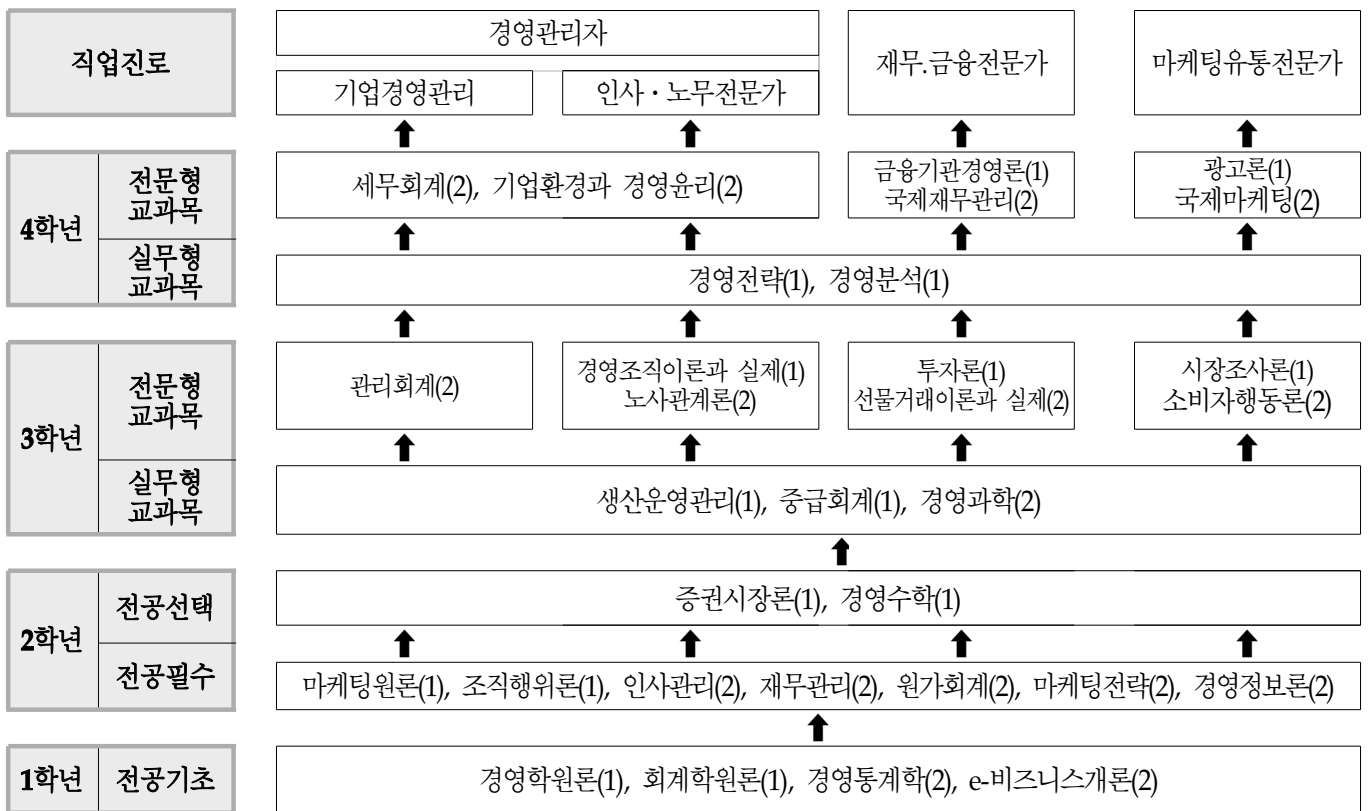 직업진로
경영관리자
기업경영관리
인사・노무전문가
재무.금융전문가
마케팅유통전문가
4학년
전문형
교과목
세무회계(2), 기업환경과 경영윤리(2)
금융기관경영론(1)
국제재무관리(2)
광고론(1)
국제마케팅(2)
실무형
교과목
경영전략(1), 경영분석(1)
3학년
전문형
교과목
관리회계(2)
경영조직이론과 실제(1)
노사관계론(2)
투자론(1)
선물거래이론과 실제(2)
시장조사론(1)
소비자행동론(2)
실무형
교과목
생산운영관리(1), 중급회계(1), 경영과학(2)
2학년
전공선택
증권시장론(1), 경영수학(1)
전공필수
마케팅원론(1), 조직행위론(1), 인사관리(2), 재무관리(2), 원가회계(2), 마케팅전략(2), 경영정보론(2)
1학년
전공기초
경영학원론(1), 회계학원론(1), 경영통계학(2), e-비즈니스개론(2)